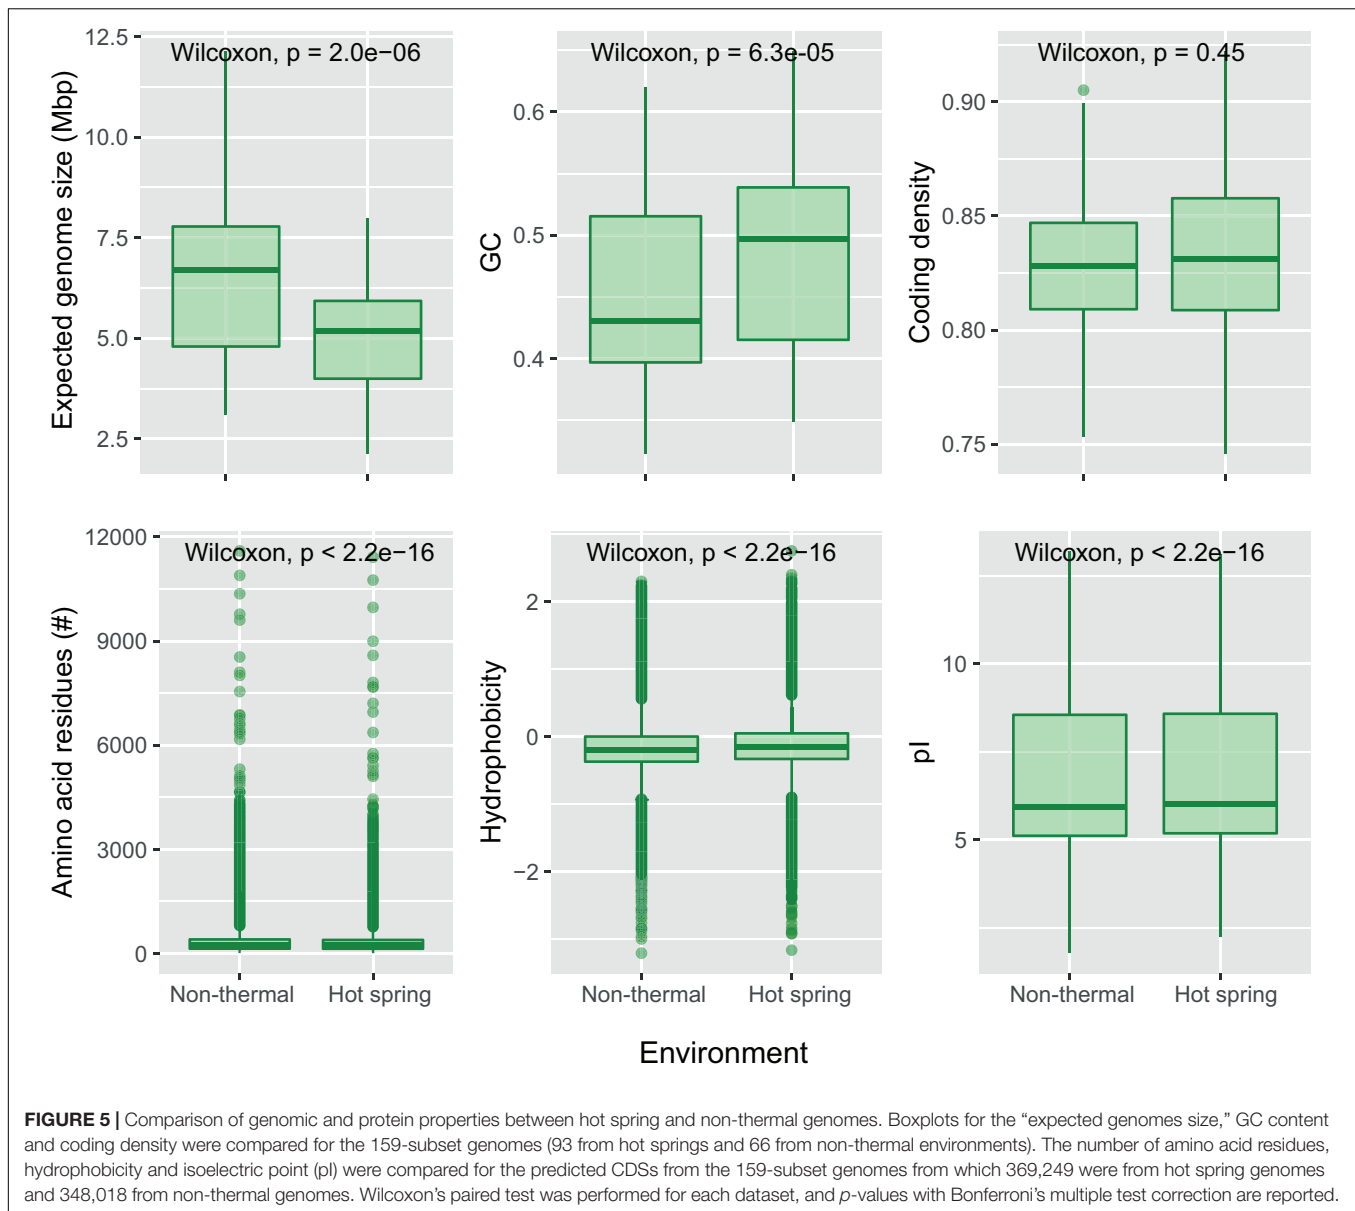 Wilcoxon, p = 2.0e−06
Expected genome size (Mbp)
12.5
10.0
7.5
5.0
2.5
Wilcoxon, p = 6.3e-05
GC
0.6
0.5
0.4
Wilcoxon, p = 0.45
Coding density
0.90
0.85
0.80
0.75
Wilcoxon, p < 2.2e−16
Amino acid residues (#)
12000
9000
6000
3000
0
Non-thermal
Hot spring
Wilcoxon, p < 2.2e−16
Hydrophobicity
2
0
−2
Non-thermal
Hot spring
Wilcoxon, p < 2.2e−16
pI
10
5
Non-thermal
Hot spring
Environment
FIGURE 5 | Comparison of genomic and protein properties between hot spring and non-thermal genomes. Boxplots for the “expected genomes size,” GC content
and coding density were compared for the 159-subset genomes (93 from hot springs and 66 from non-thermal environments). The number of amino acid residues,
hydrophobicity and isoelectric point (pI) were compared for the predicted CDSs from the 159-subset genomes from which 369,249 were from hot spring genomes
and 348,018 from non-thermal genomes. Wilcoxon’s paired test was performed for each dataset, and p-values with Bonferroni’s multiple test correction are reported.